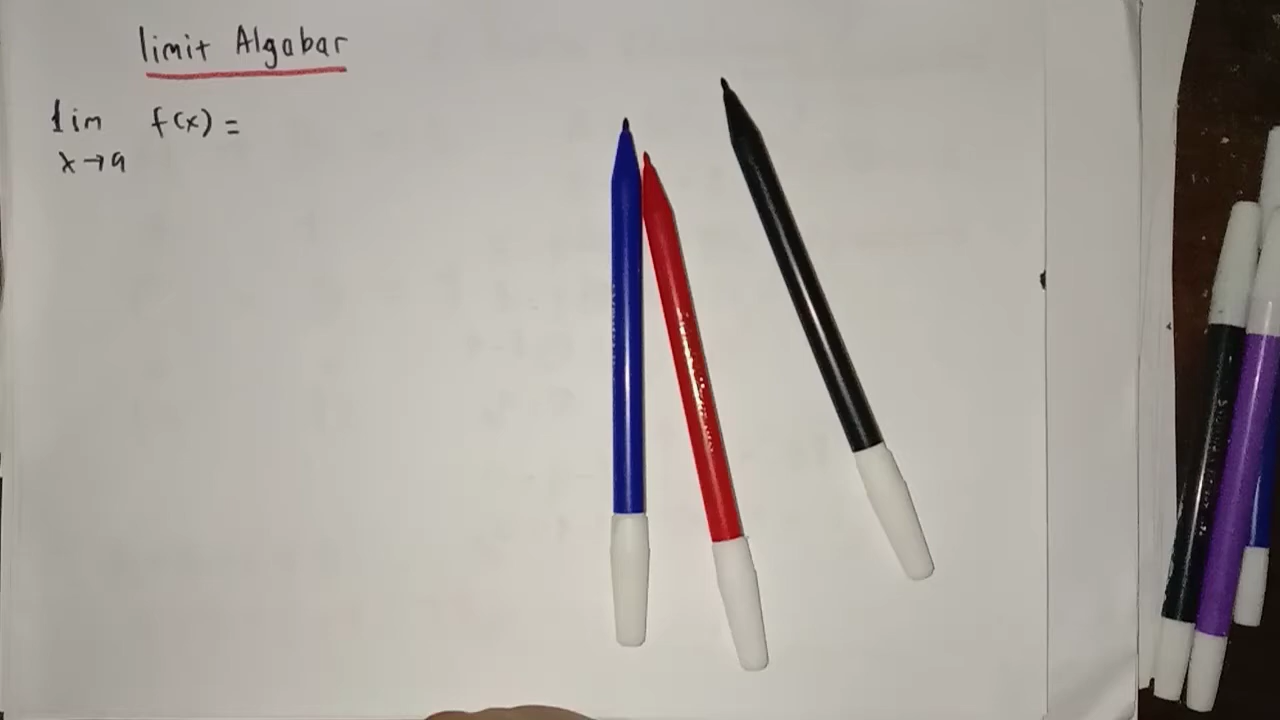 limit Algabar
lim f(x) =
x→a